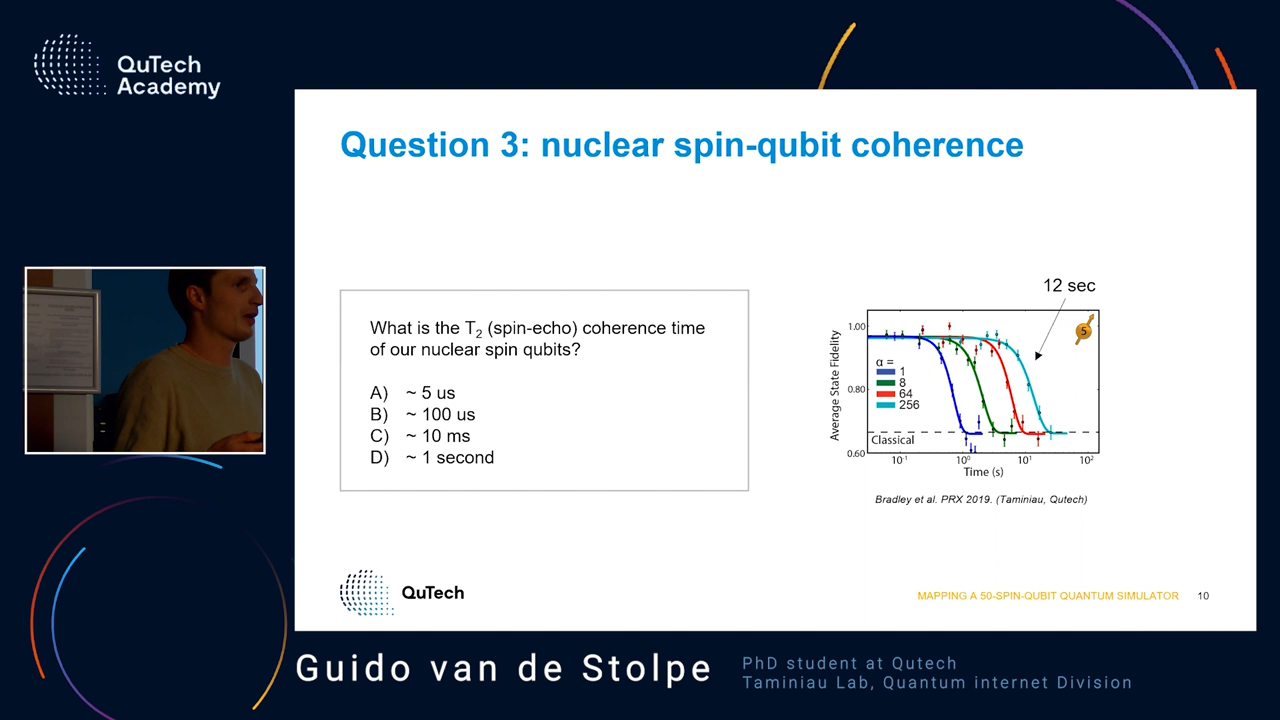 QuTech
Academy
Question 3: nuclear spin-qubit coherence
What is the T₂ (spin-echo) coherence time
of our nuclear spin qubits?
A) ~ 5 us
B) ~ 100 us
C) ~ 10 ms
D) ~ 1 second
12 sec
Average State Fidelity
1.00
0.80
0.60
5
α =
1
8
64
256
Classical
10⁻¹ 10⁰ 10¹ 10²
Time (s)
Bradley et al. PRX 2019. (Taminiau, Qutech)
QuTech
MAPPING A 50-SPIN-QUBIT QUANTUM SIMULATOR 10
Guido van de Stolpe
PhD student at Qutech
Taminiau Lab, Quantum internet Division